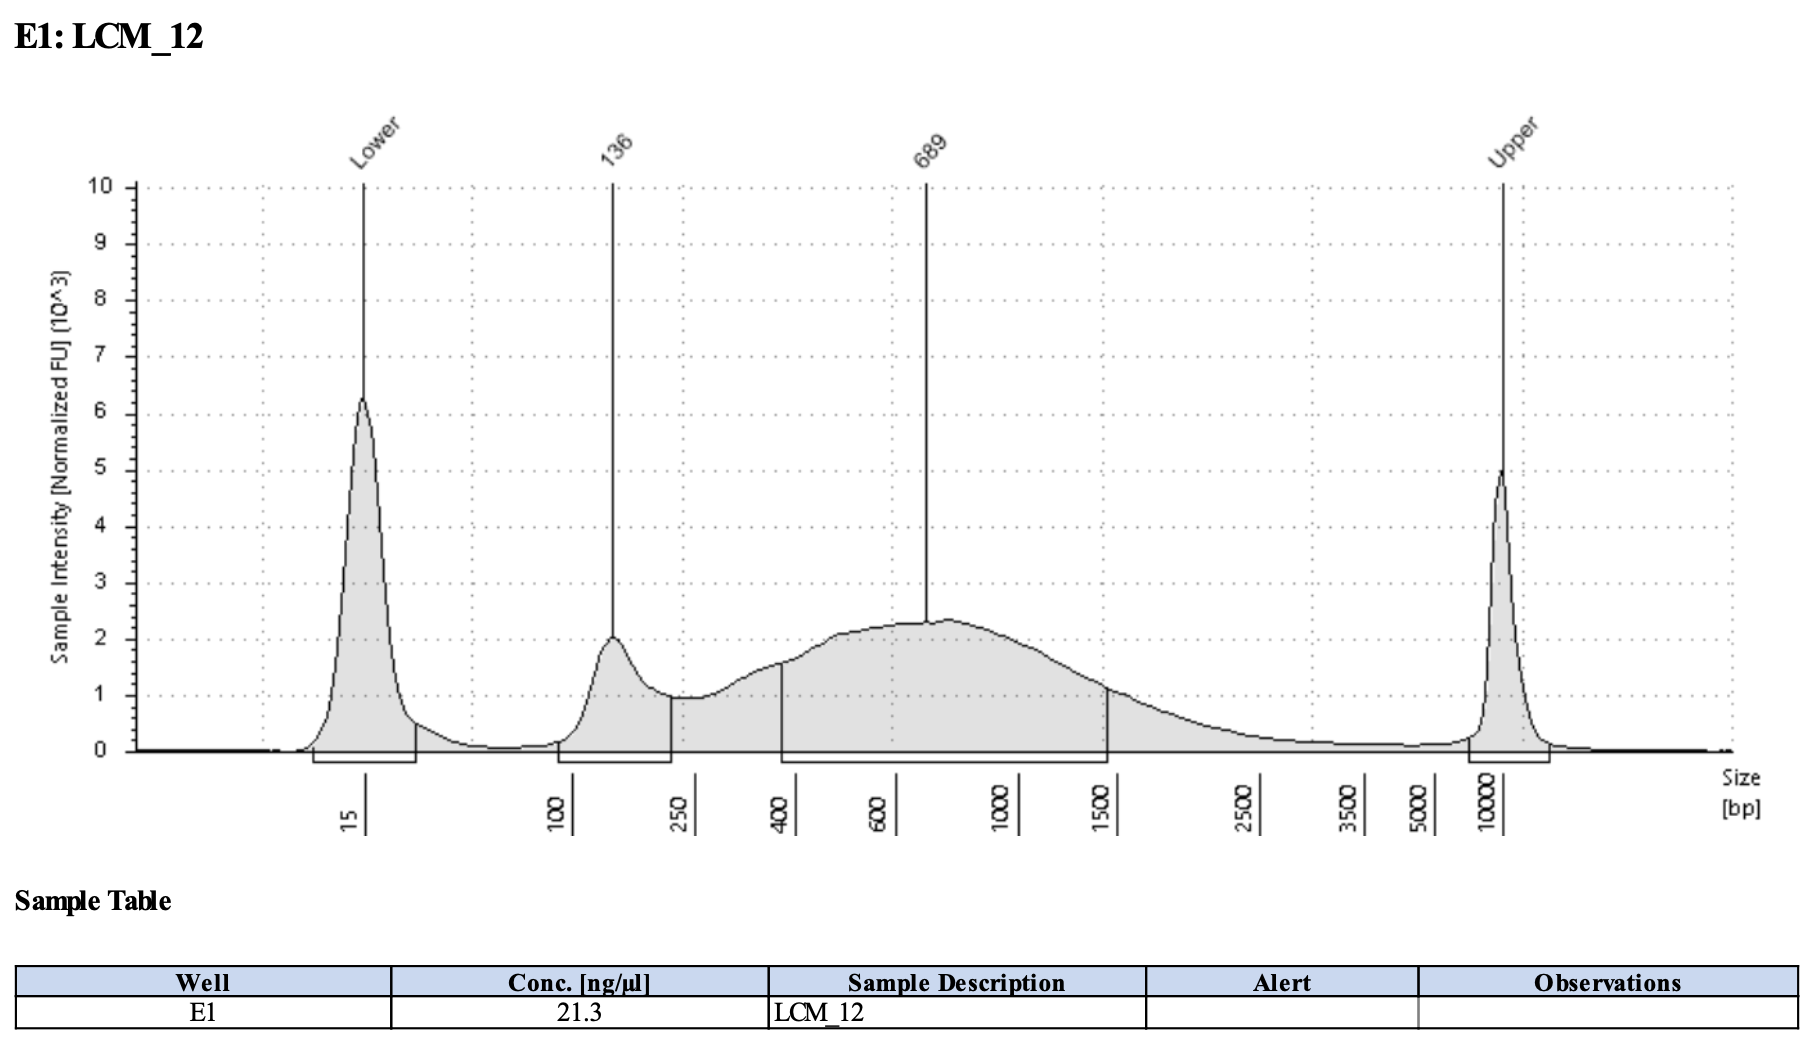 E1: LCM_12
Lower
136
689
Upper
Sample Intensity [Normalized FU] (10^3)
10
9
8
7
6
5
4
3
2
1
0
15
100
250
400
600
1000
1500
2500
3500
5000
10000
Size
[bp]
Sample Table
Well Conc. [ng/µl] Sample Description Alert Observations
E1 21.3 LCM_12